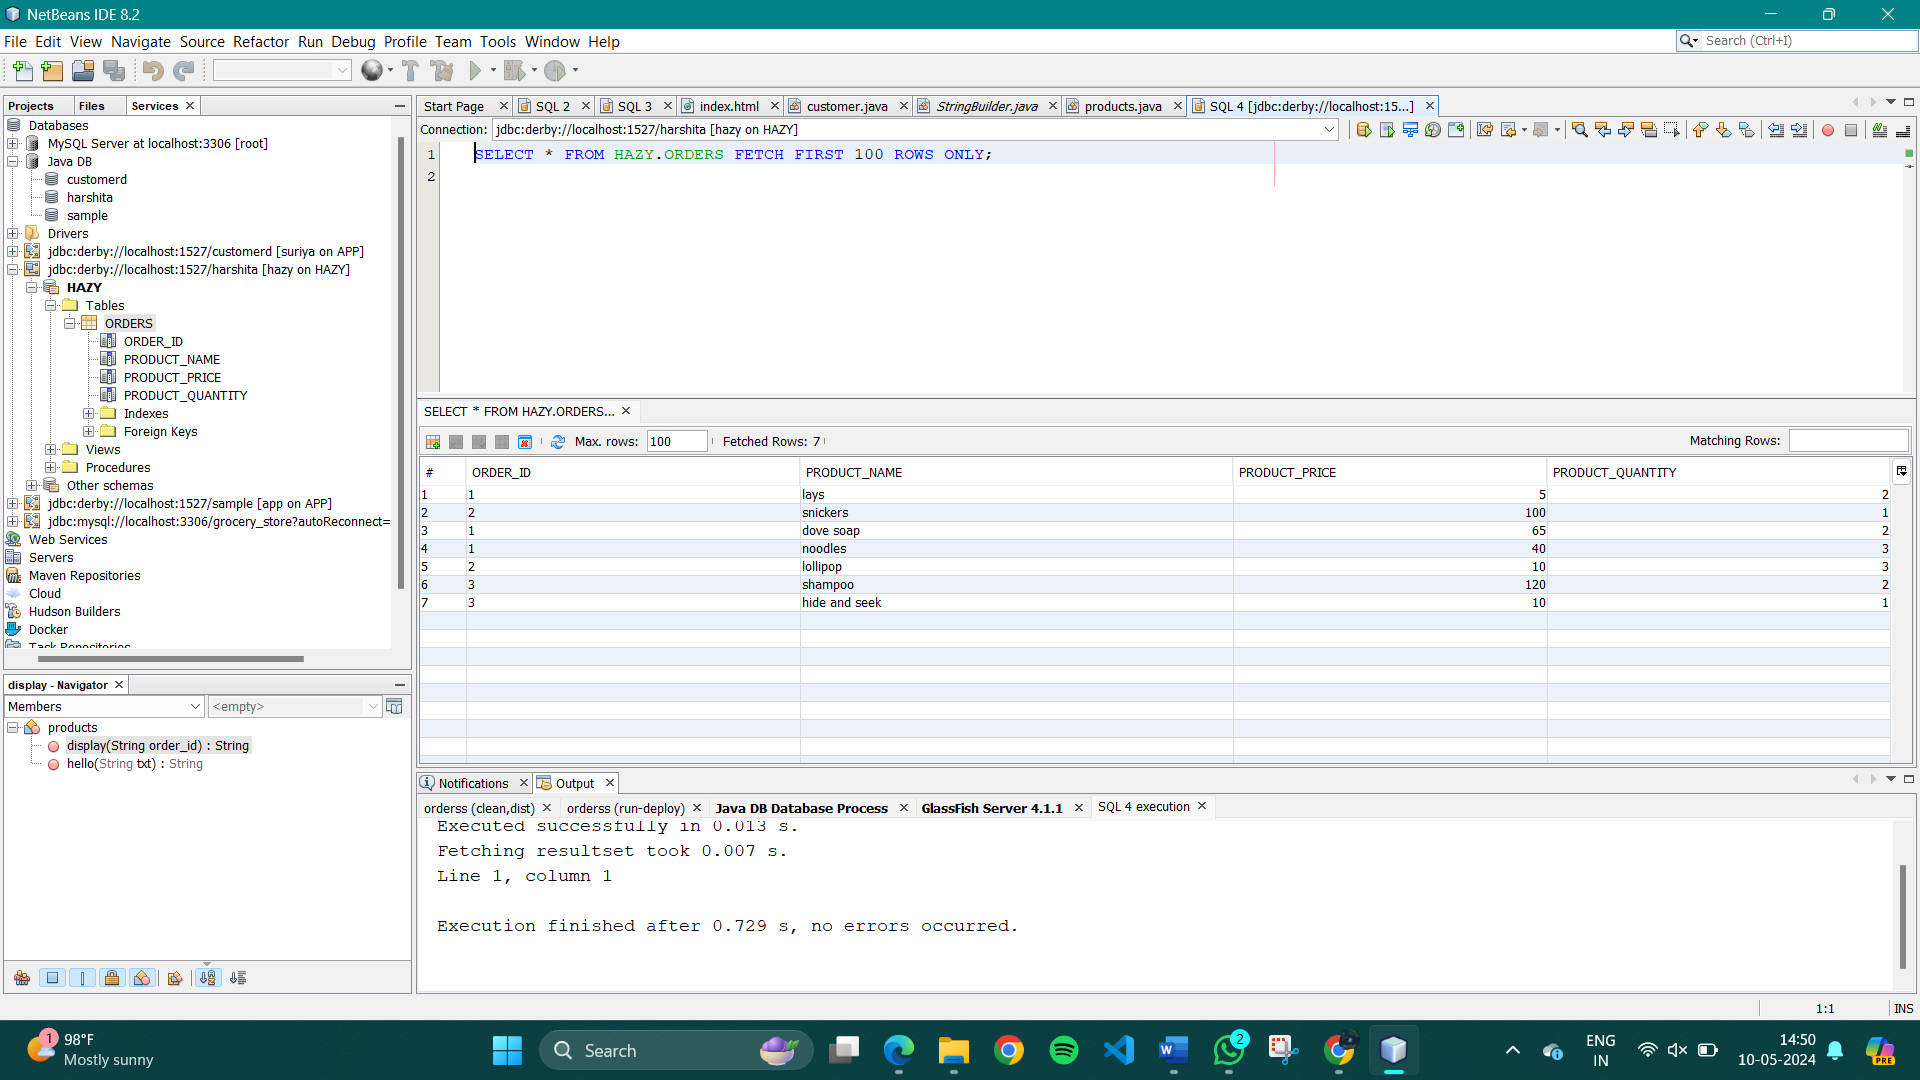 NetBeans IDE 8.2
File Edit View Navigate Source Refactor Run Debug Profile Team Tools Window Help
Search (Ctrl+I)
Projects Files Services
Databases
MySQL Server at localhost:3306 [root]
Java DB
customerd
harshita
sample
Drivers
jdbc:derby://localhost:1527/customerd [suriya on APP]
jdbc:derby://localhost:1527/harshita [hazy on HAZY]
HAZY
Tables
ORDERS
ORDER_ID
PRODUCT_NAME
PRODUCT_PRICE
PRODUCT_QUANTITY
Indexes
Foreign Keys
Views
Procedures
Other schemas
jdbc:derby://localhost:1527/sample [app on APP]
jdbc:mysql://localhost:3306/grocery_store?autoReconnect=
Web Services
Servers
Maven Repositories
Cloud
Hudson Builders
Docker
Task Repositories
display - Navigator
Members <empty>
products
display(String order_id) : String
hello(String txt) : String
Start Page SQL 2 SQL 3 index.html customer.java StringBuilder.java products.java SQL 4 [jdbc:derby://localhost:15...]
Connection: jdbc:derby://localhost:1527/harshita [hazy on HAZY]
1 SELECT * FROM HAZY.ORDERS FETCH FIRST 100 ROWS ONLY;
2
SELECT * FROM HAZY.ORDERS...
Max. rows: 100 Fetched Rows: 7 Matching Rows:
# ORDER_ID PRODUCT_NAME PRODUCT_PRICE PRODUCT_QUANTITY
1 1 lays 5 2
2 2 snickers 100 1
3 1 dove soap 65 2
4 1 noodles 40 3
5 2 lollipop 10 3
6 3 shampoo 120 2
7 3 hide and seek 10 1
Notifications Output
orderss (clean,dist) orderss (run-deploy) Java DB Database Process GlassFish Server 4.1.1 SQL 4 execution
Executed successfully in 0.013 s.
Fetching resultset took 0.007 s.
Line 1, column 1
Execution finished after 0.729 s, no errors occurred.
1:1 INS
1
98°F
Mostly sunny
Search
2
ENG
IN
14:50
10-05-2024
PRE